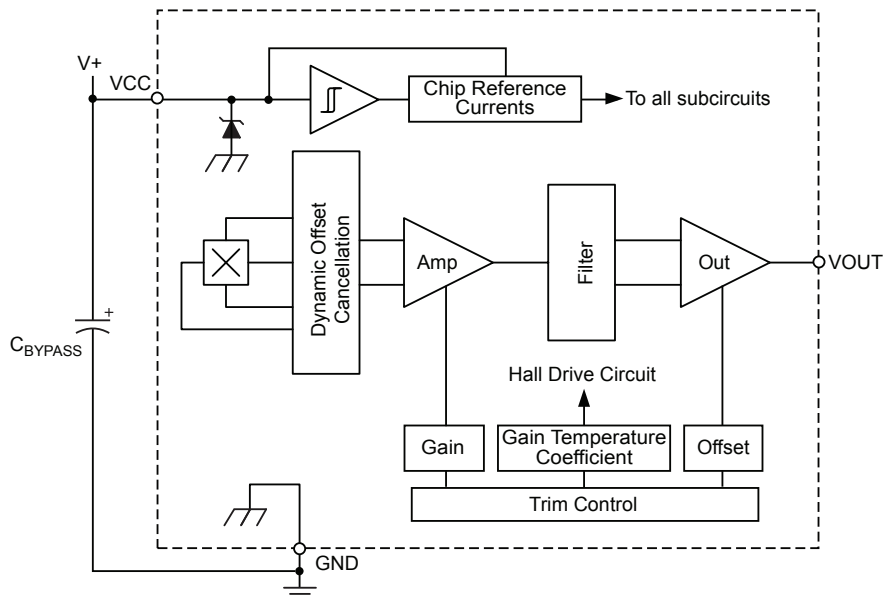 V+
VCC
Chip Reference
Currents
To all subcircuits
Dynamic Offset
Cancellation
Amp
Filter
Out
VOUT
+
CBYPASS
Hall Drive Circuit
Gain
Gain Temperature
Coefficient
Offset
Trim Control
GND